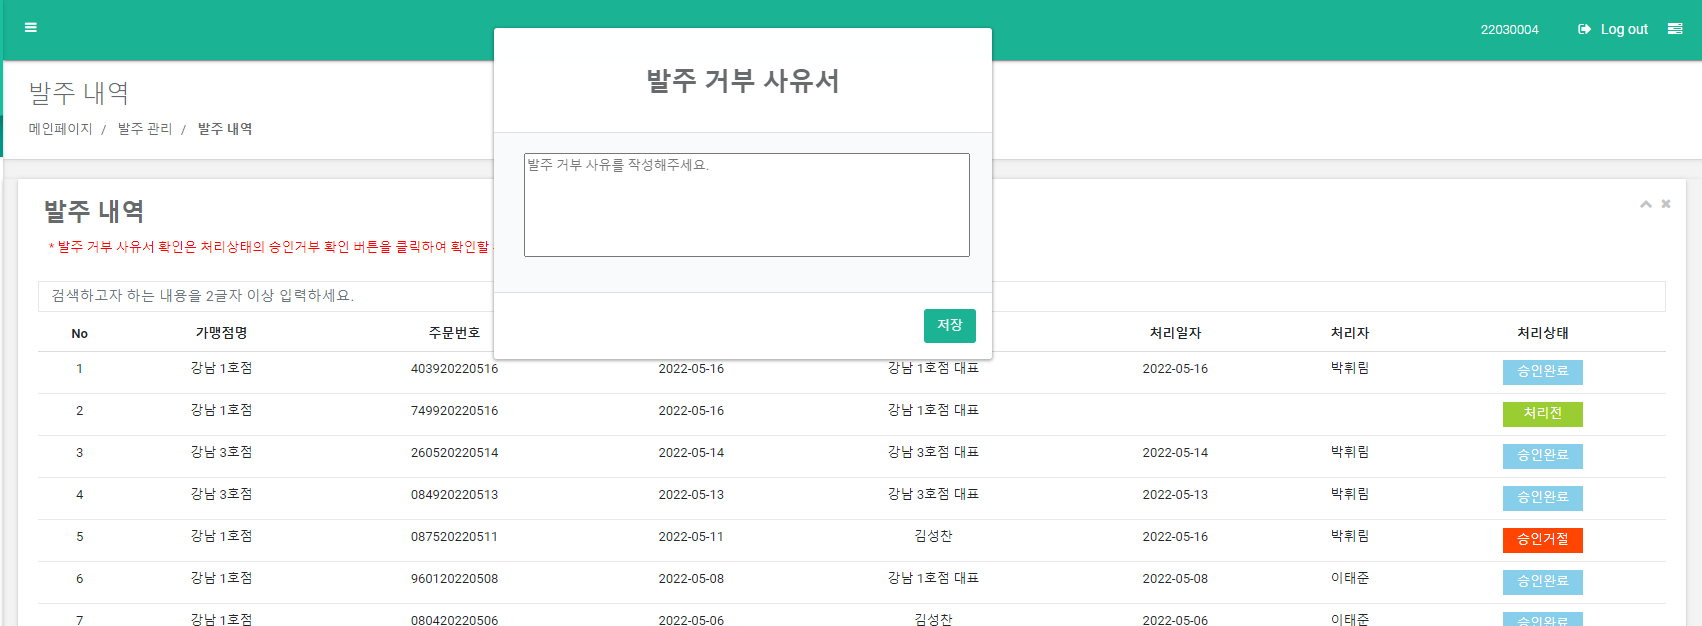 22030004 Log out
발주 내역
메인페이지 / 발주 관리 / 발주 내역
발주 거부 사유서
발주 거부 사유를 작성해주세요.
저장
발주 내역
* 발주 거부 사유서 확인은 처리상태의 승인거부 확인 버튼을 클릭하여 확인할
검색하고자 하는 내용을 2글자 이상 입력하세요.
No 가맹점명 주문번호 처리일자 처리자 처리상태
1 강남 1호점 403920220516 2022-05-16 강남 1호점 대표 2022-05-16 박휘림 승인완료
2 강남 1호점 749920220516 2022-05-16 강남 1호점 대표 처리전
3 강남 3호점 260520220514 2022-05-14 강남 3호점 대표 2022-05-14 박휘림 승인완료
4 강남 3호점 084920220513 2022-05-13 강남 3호점 대표 2022-05-13 박휘림 승인완료
5 강남 1호점 087520220511 2022-05-11 김성찬 2022-05-16 박휘림 승인거절
6 강남 1호점 960120220508 2022-05-08 강남 1호점 대표 2022-05-08 이태준 승인완료
7 강남 1호점 080420220506 2022-05-06 김성찬 2022-05-06 이태준 승인완료